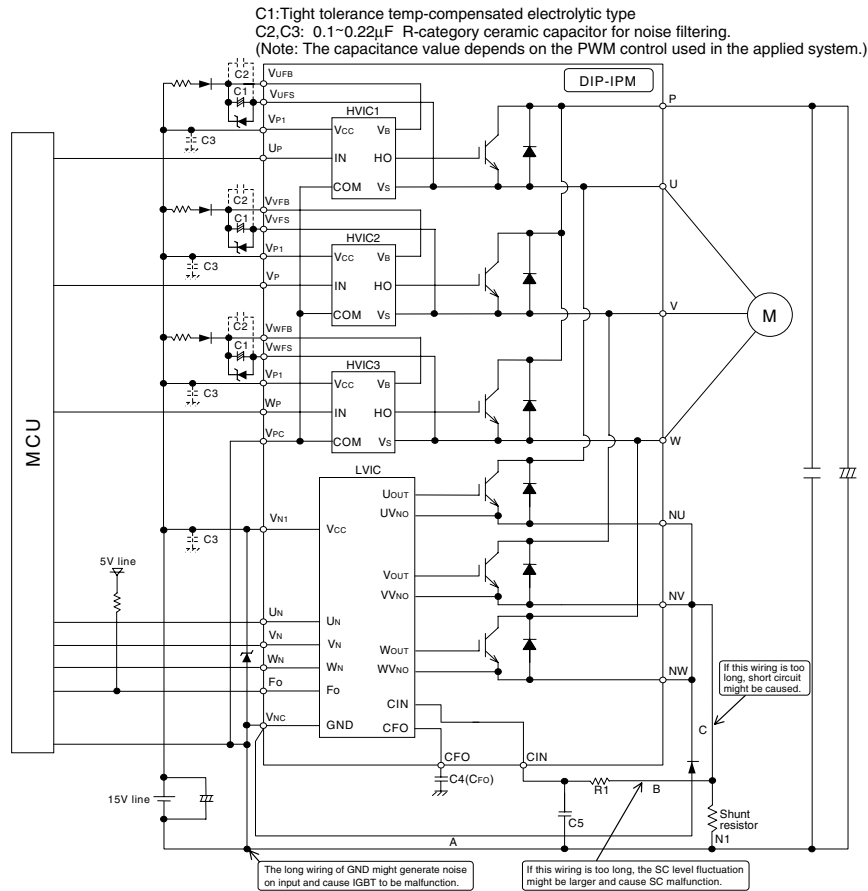 C1:Tight tolerance temp-compensated electrolytic type
C2,C3: 0.1~0.22μF R-category ceramic capacitor for noise filtering.
(Note: The capacitance value depends on the PWM control used in the applied system.)
DIP-IPM
C2
VUFB
C1
VUFS
HVIC1
P
VP1
VCC
VB
C3
UP
IN
HO
COM
VS
U
C2
VVFB
C1
VVFS
HVIC2
VP1
VCC
VB
C3
VP
IN
HO
COM
VS
V
M
C2
VWFB
C1
VWFS
HVIC3
VP1
VCC
VB
C3
WP
IN
HO
VPC
COM
VS
W
MCU
LVIC
UOUT
VN1
VCC
UVNO
NU
C3
5V line
VOUT
VVNO
NV
UN
UN
VN
VN
WOUT
WN
WN
WVNO
NW
FO
FO
If this wiring is too
long, short circuit
might be caused.
CIN
VNC
GND
CFO
C
CFO
CIN
C4(CFO)
R1
B
15V line
C5
Shunt
resistor
N1
A
The long wiring of GND might generate noise
on input and cause IGBT to be malfunction.
If this wiring is too long, the SC level fluctuation
might be larger and cause SC malfunction.